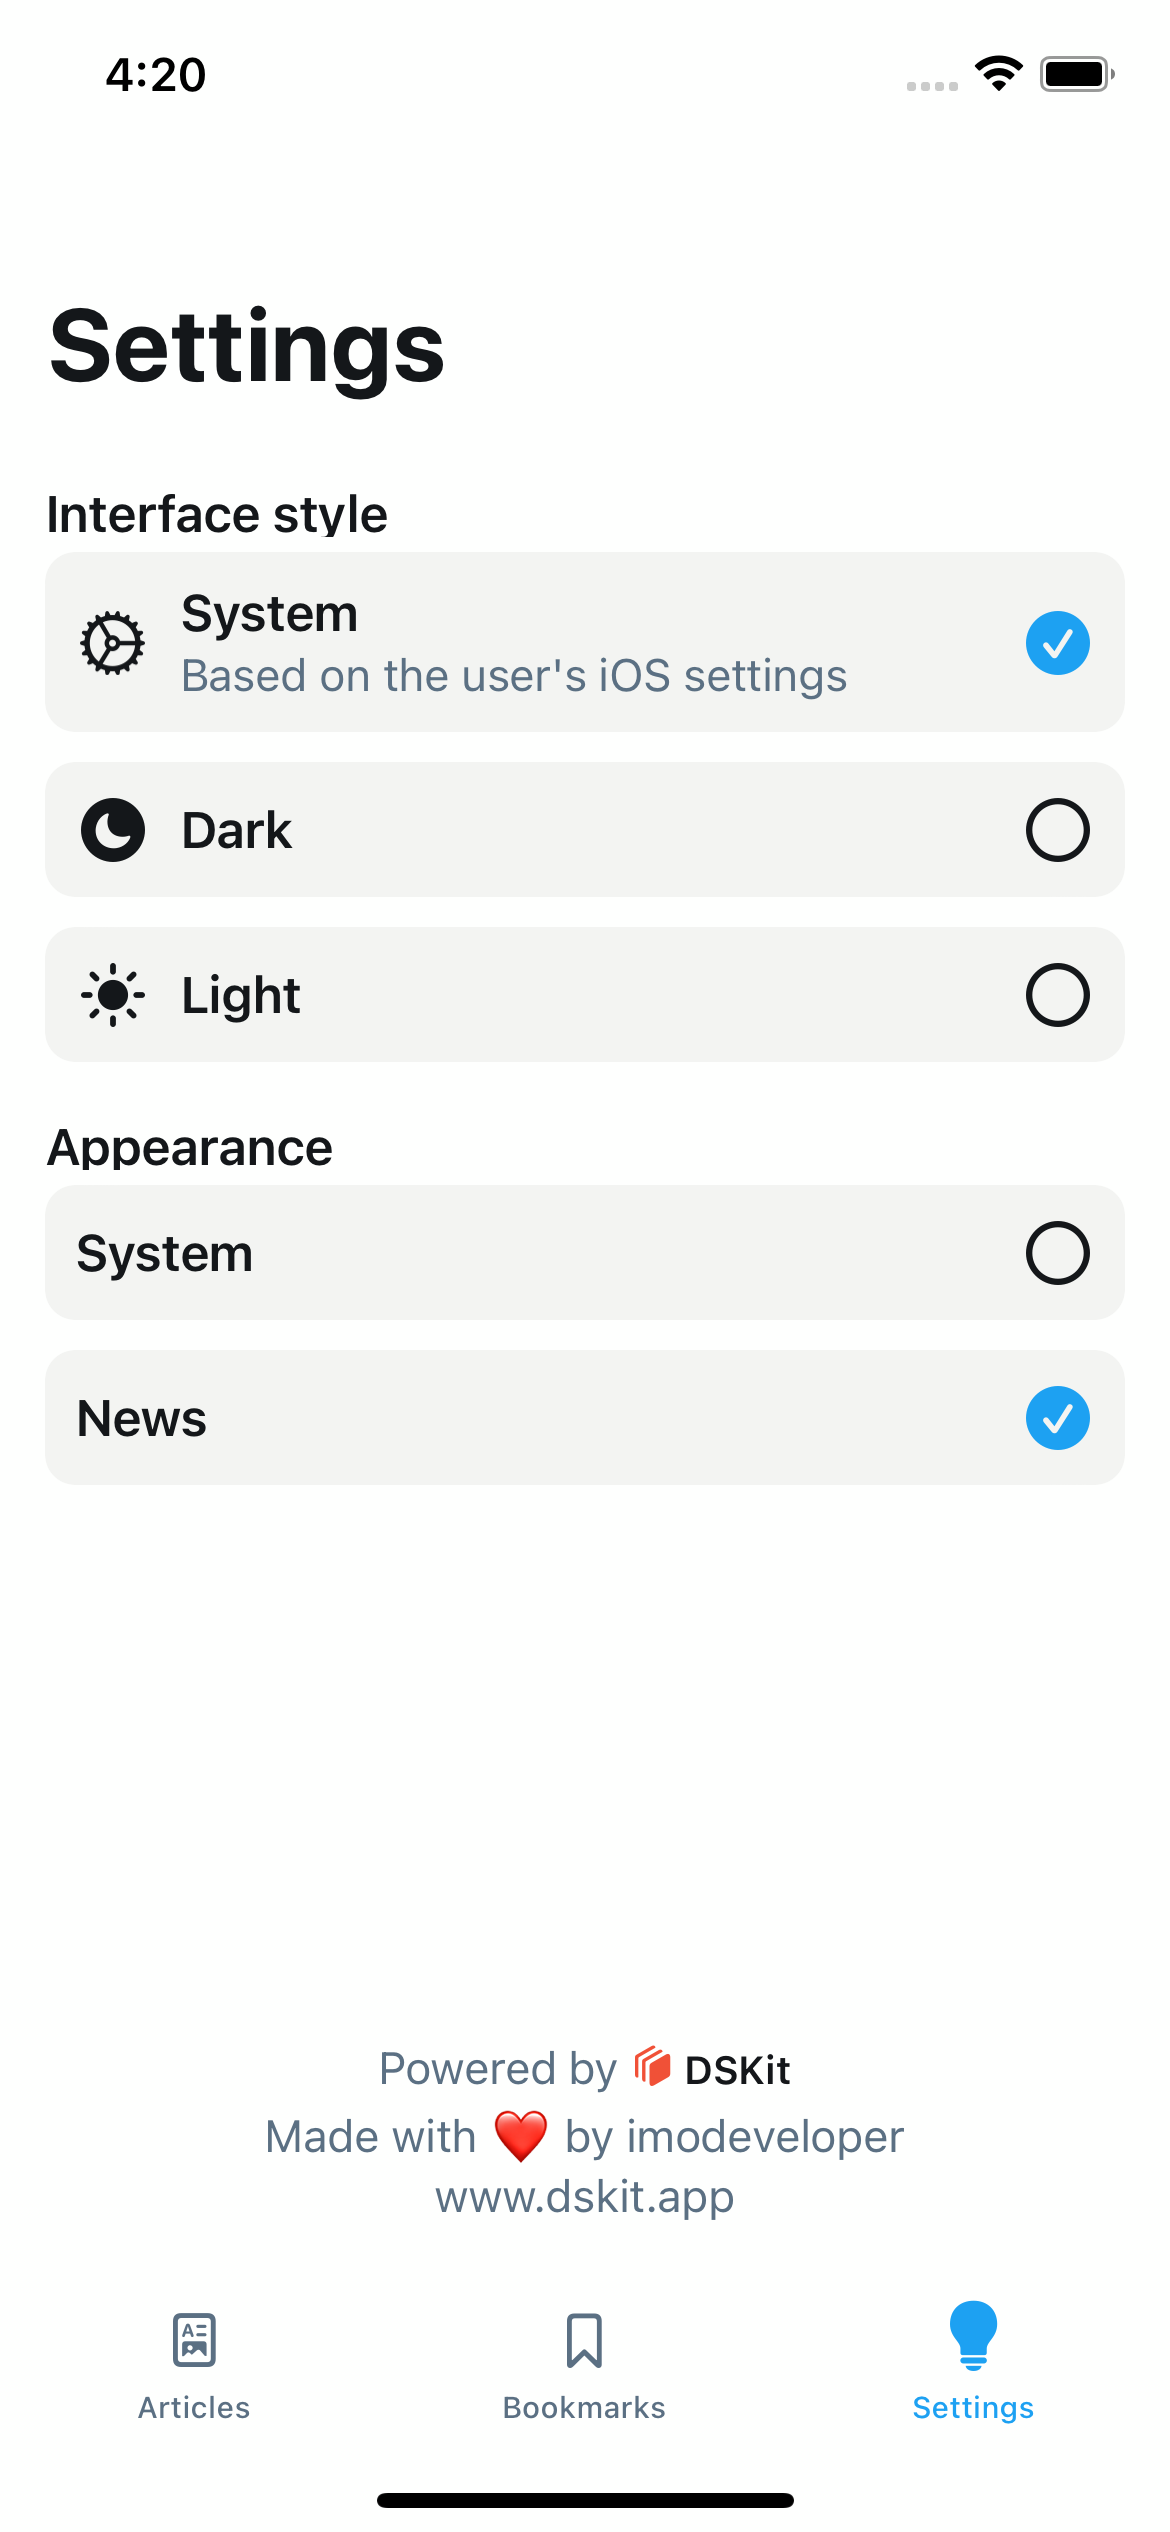 4:20
Settings
Interface style
System
Based on the user's iOS settings
Dark
Light
Appearance
System
News
Powered by DSKit
Made with ❤️ by imodeveloper
www.dskit.app
Articles Bookmarks Settings